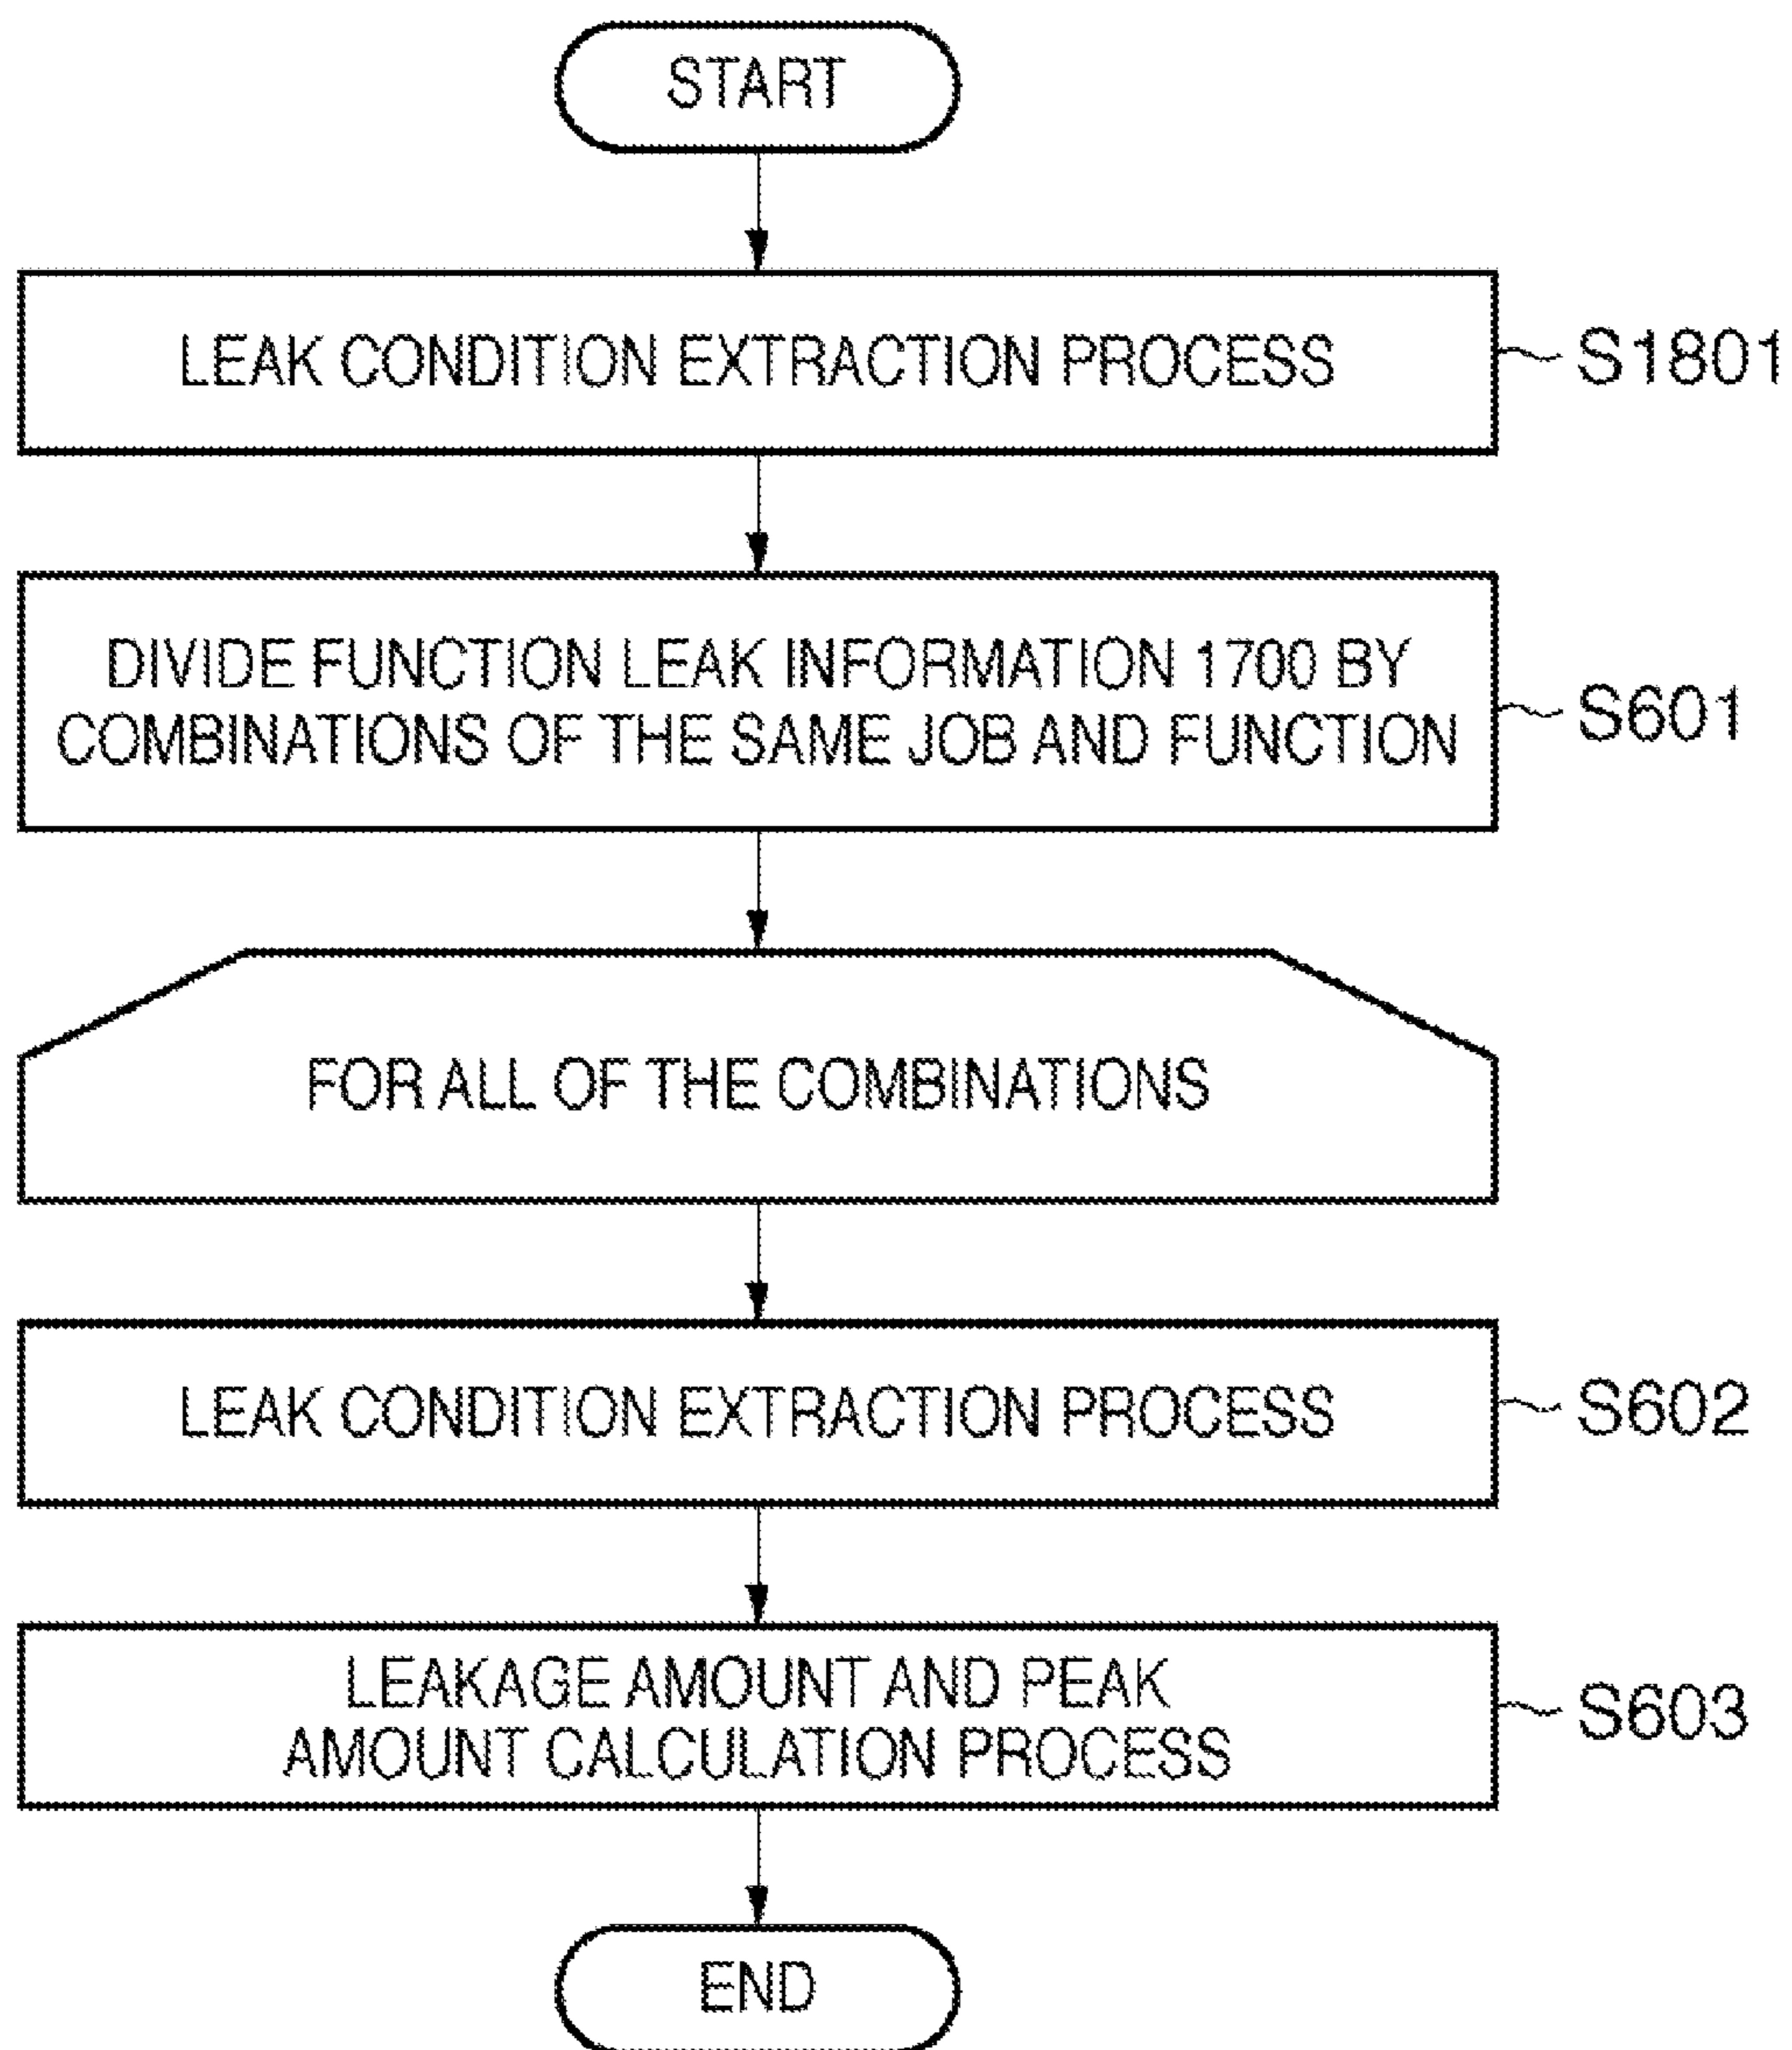 START
LEAK CONDITION EXTRACTION PROCESS
S1801
DIVIDE FUNCTION LEAK INFORMATION 1700 BY
COMBINATIONS OF THE SAME JOB AND FUNCTION
S601
FOR ALL OF THE COMBINATIONS
LEAK CONDITION EXTRACTION PROCESS
S602
LEAKAGE AMOUNT AND PEAK
AMOUNT CALCULATION PROCESS
S603
END